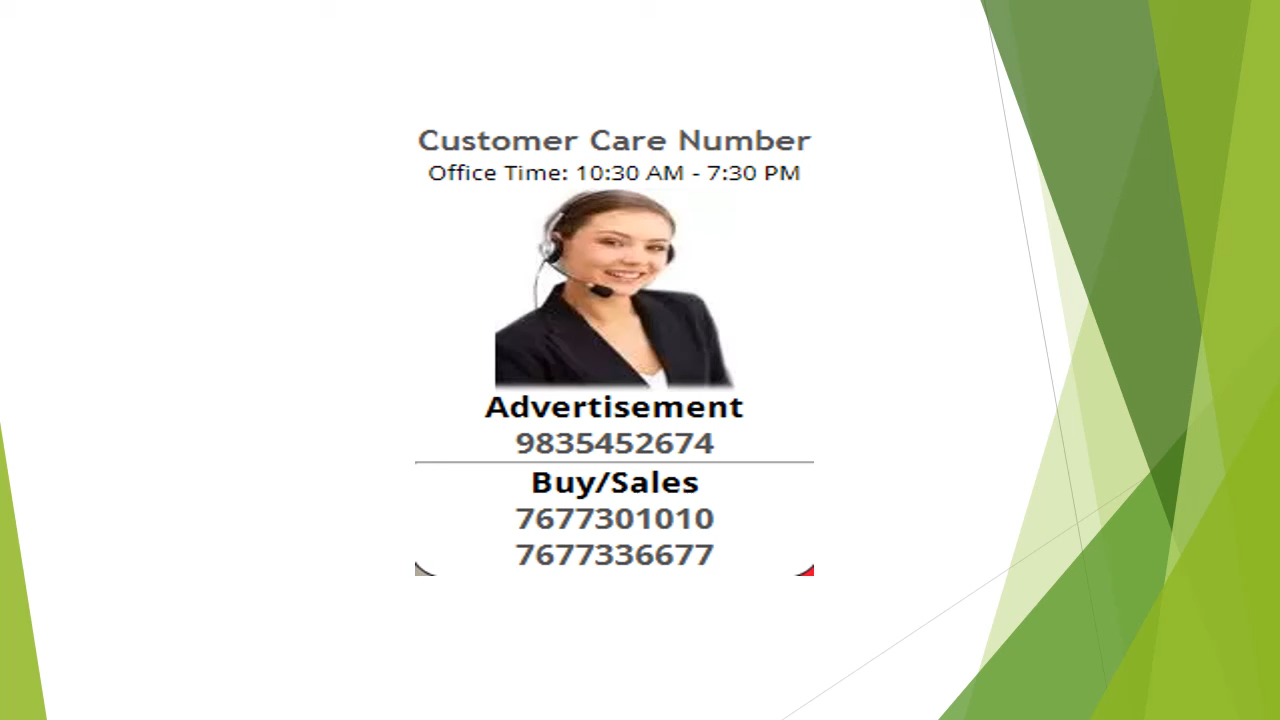 Customer Care Number
Office Time: 10:30 AM - 7:30 PM
Advertisement
9835452674
Buy/Sales
7677301010
7677336677